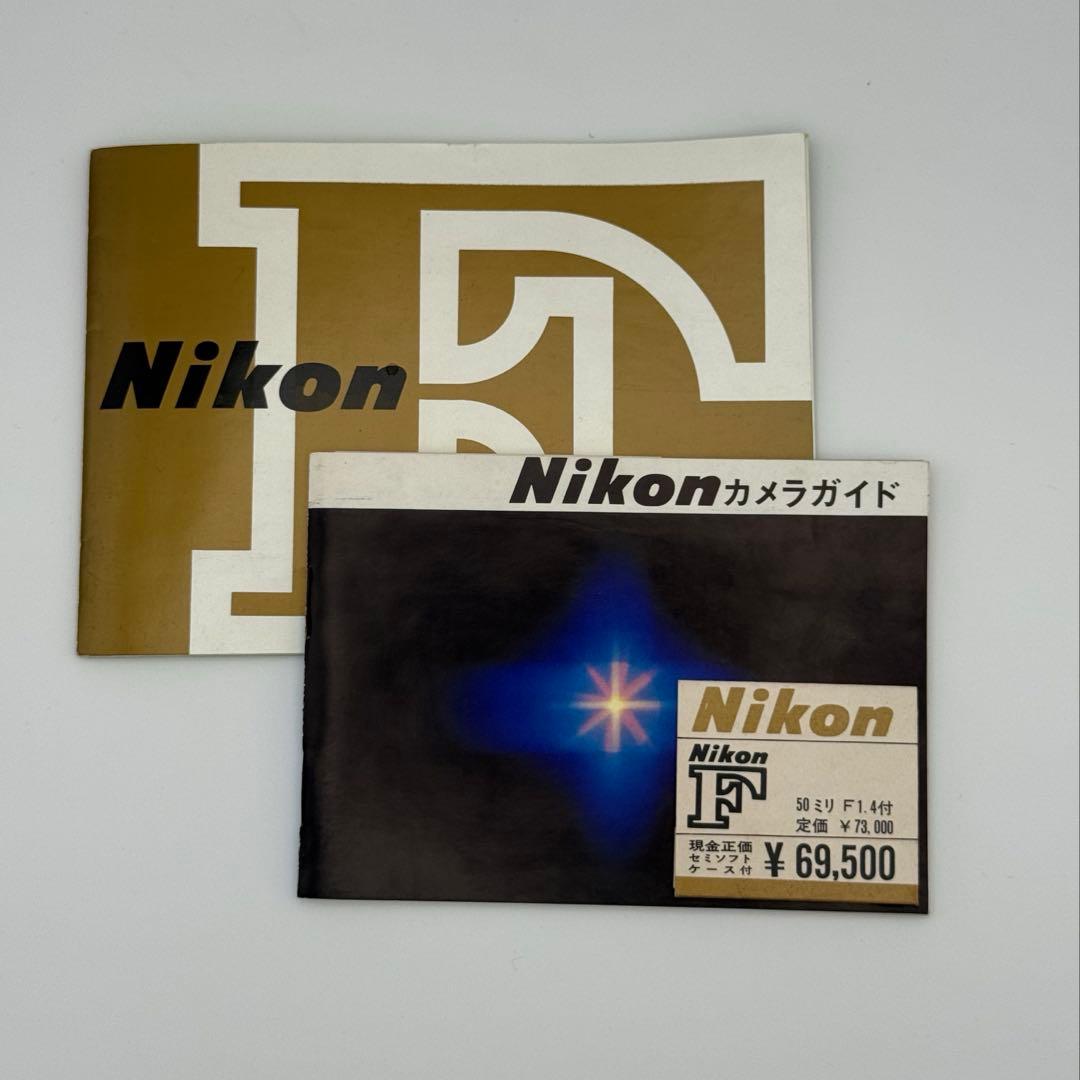 Nikon
F
Nikonカメラガイド
Nikon
Nikon
F
50ミリ F1.4付
定価 ¥73,000
現金正価
セミソフト
ケース付
¥69,500